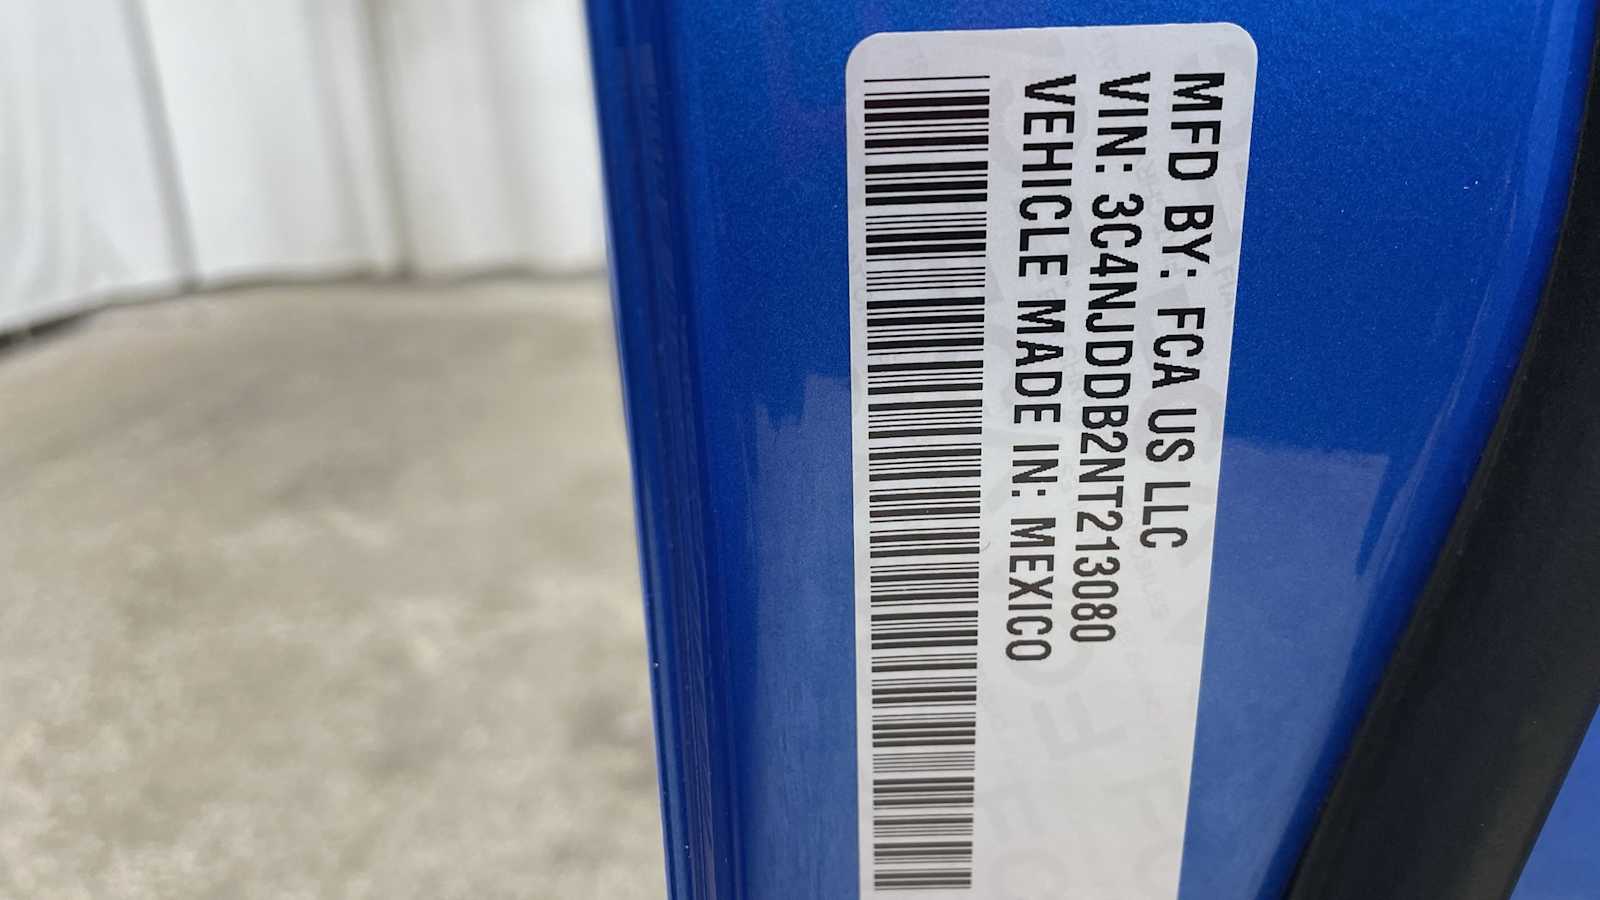 MFD BY: FCA US LLC
VIN: 3C4NJDDB2NT213080
VEHICLE MADE IN: MEXICO